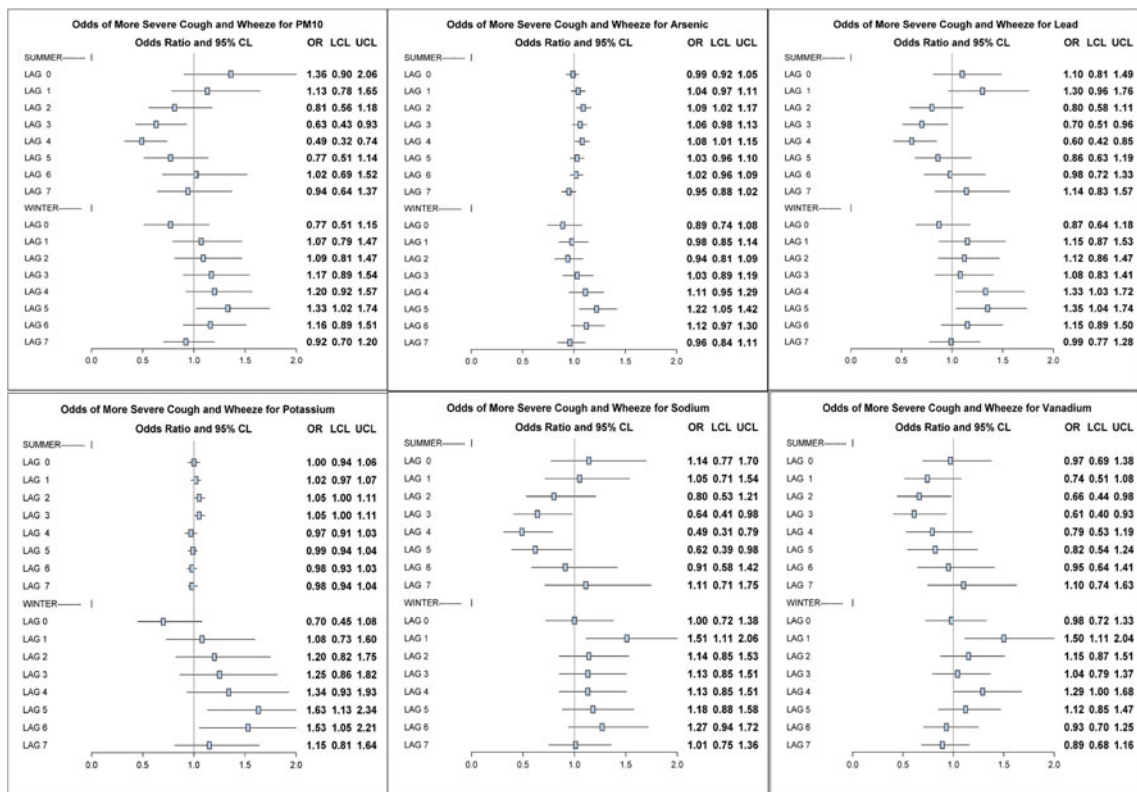 Odds of More Severe Cough and Wheeze for PM10
Odds Ratio and 95% CL OR LCL UCL
SUMMER--------
LAG 0 1.36 0.90 2.06
LAG 1 1.13 0.78 1.65
LAG 2 0.81 0.56 1.18
LAG 3 0.63 0.43 0.93
LAG 4 0.49 0.32 0.74
LAG 5 0.77 0.51 1.14
LAG 6 1.02 0.69 1.52
LAG 7 0.94 0.64 1.37
WINTER--------
LAG 0 0.77 0.51 1.15
LAG 1 1.07 0.79 1.47
LAG 2 1.09 0.81 1.47
LAG 3 1.17 0.89 1.54
LAG 4 1.20 0.92 1.57
LAG 5 1.33 1.02 1.74
LAG 6 1.16 0.89 1.51
LAG 7 0.92 0.70 1.20
0.0 0.5 1.0 1.5 2.0
Odds of More Severe Cough and Wheeze for Arsenic
Odds Ratio and 95% CL OR LCL UCL
SUMMER--------
LAG 0 0.99 0.92 1.05
LAG 1 1.04 0.97 1.11
LAG 2 1.09 1.02 1.17
LAG 3 1.06 0.98 1.13
LAG 4 1.08 1.01 1.15
LAG 5 1.03 0.96 1.10
LAG 6 1.02 0.96 1.09
LAG 7 0.95 0.88 1.02
WINTER--------
LAG 0 0.89 0.74 1.08
LAG 1 0.98 0.85 1.14
LAG 2 0.94 0.81 1.09
LAG 3 1.03 0.89 1.19
LAG 4 1.11 0.95 1.29
LAG 5 1.22 1.05 1.42
LAG 6 1.12 0.97 1.30
LAG 7 0.96 0.84 1.11
0.0 0.5 1.0 1.5 2.0
Odds of More Severe Cough and Wheeze for Lead
Odds Ratio and 95% CL OR LCL UCL
SUMMER--------
LAG 0 1.10 0.81 1.49
LAG 1 1.30 0.96 1.76
LAG 2 0.80 0.58 1.11
LAG 3 0.70 0.51 0.96
LAG 4 0.60 0.42 0.85
LAG 5 0.86 0.63 1.19
LAG 6 0.98 0.72 1.33
LAG 7 1.14 0.83 1.57
WINTER--------
LAG 0 0.87 0.64 1.18
LAG 1 1.15 0.87 1.53
LAG 2 1.12 0.86 1.47
LAG 3 1.08 0.83 1.41
LAG 4 1.33 1.03 1.72
LAG 5 1.35 1.04 1.74
LAG 6 1.15 0.89 1.50
LAG 7 0.99 0.77 1.28
0.0 0.5 1.0 1.5 2.0
Odds of More Severe Cough and Wheeze for Potassium
Odds Ratio and 95% CL OR LCL UCL
SUMMER--------
LAG 0 1.00 0.94 1.06
LAG 1 1.02 0.97 1.07
LAG 2 1.05 1.00 1.11
LAG 3 1.05 1.00 1.11
LAG 4 0.97 0.91 1.03
LAG 5 0.99 0.94 1.04
LAG 6 0.98 0.93 1.03
LAG 7 0.98 0.94 1.04
WINTER--------
LAG 0 0.70 0.45 1.08
LAG 1 1.08 0.73 1.60
LAG 2 1.20 0.82 1.75
LAG 3 1.25 0.86 1.82
LAG 4 1.34 0.93 1.93
LAG 5 1.63 1.13 2.34
LAG 6 1.53 1.05 2.21
LAG 7 1.15 0.81 1.64
0.0 0.5 1.0 1.5 2.0
Odds of More Severe Cough and Wheeze for Sodium
Odds Ratio and 95% CL OR LCL UCL
SUMMER--------
LAG 0 1.14 0.77 1.70
LAG 1 1.05 0.71 1.54
LAG 2 0.80 0.53 1.21
LAG 3 0.64 0.41 0.98
LAG 4 0.49 0.31 0.79
LAG 5 0.62 0.39 0.98
LAG 6 0.91 0.58 1.42
LAG 7 1.11 0.71 1.75
WINTER--------
LAG 0 1.00 0.72 1.38
LAG 1 1.51 1.11 2.06
LAG 2 1.14 0.85 1.53
LAG 3 1.13 0.85 1.51
LAG 4 1.13 0.85 1.51
LAG 5 1.18 0.88 1.58
LAG 6 1.27 0.94 1.72
LAG 7 1.01 0.75 1.36
0.0 0.5 1.0 1.5 2.0
Odds of More Severe Cough and Wheeze for Vanadium
Odds Ratio and 95% CL OR LCL UCL
SUMMER--------
LAG 0 0.97 0.69 1.38
LAG 1 0.74 0.51 1.08
LAG 2 0.66 0.44 0.98
LAG 3 0.61 0.40 0.93
LAG 4 0.79 0.53 1.19
LAG 5 0.82 0.54 1.24
LAG 6 0.95 0.64 1.41
LAG 7 1.10 0.74 1.63
WINTER--------
LAG 0 0.98 0.72 1.33
LAG 1 1.50 1.11 2.04
LAG 2 1.15 0.87 1.51
LAG 3 1.04 0.79 1.37
LAG 4 1.29 1.00 1.68
LAG 5 1.12 0.85 1.47
LAG 6 0.93 0.70 1.25
LAG 7 0.89 0.68 1.16
0.0 0.5 1.0 1.5 2.0